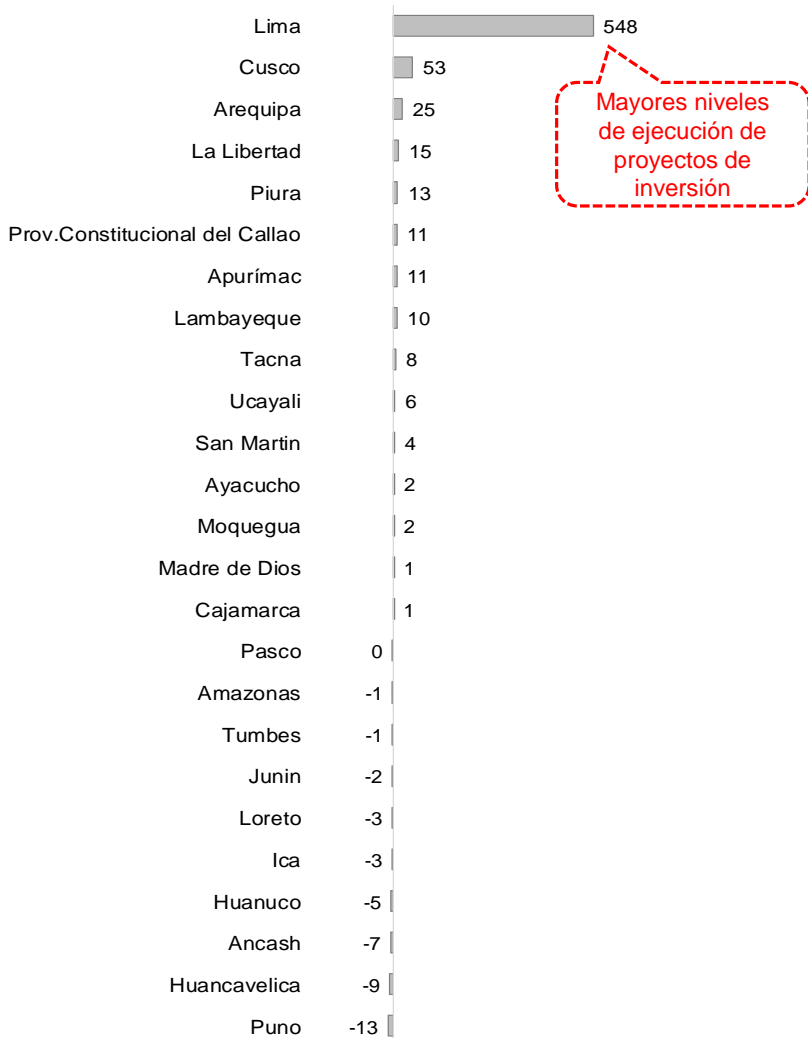 Lima 548
Cusco 53
Arequipa 25
La Libertad 15
Piura 13
Prov.Constitucional del Callao 11
Apurímac 11
Lambayeque 10
Tacna 8
Ucayali 6
San Martin 4
Ayacucho 2
Moquegua 2
Madre de Dios 1
Cajamarca 1
Pasco 0
Amazonas -1
Tumbes -1
Junin -2
Loreto -3
Ica -3
Huanuco -5
Ancash -7
Huancavelica -9
Puno -13
Mayores niveles
de ejecución de
proyectos de
inversión